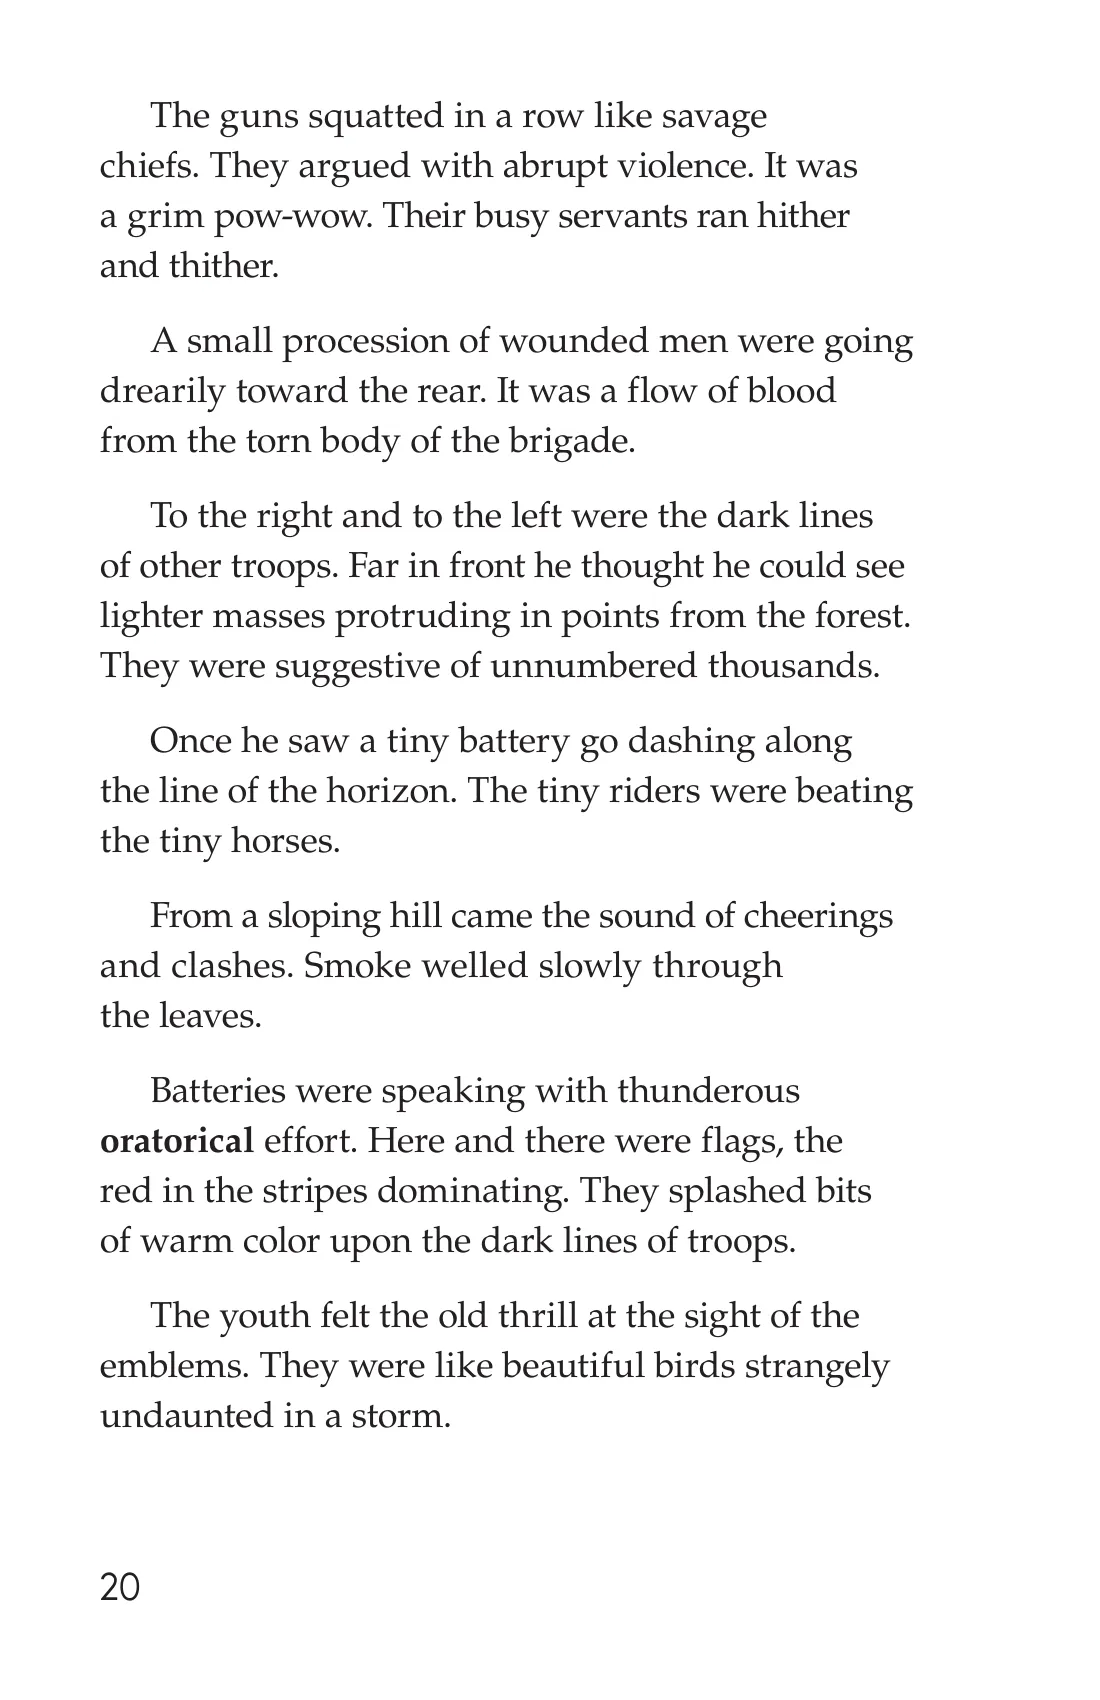 The guns squatted in a row like savage
chiefs. They argued with abrupt violence. It was
a grim pow-wow. Their busy servants ran hither
and thither.
A small procession of wounded men were going
drearily toward the rear. It was a flow of blood
from the torn body of the brigade.
To the right and to the left were the dark lines
of other troops. Far in front he thought he could see
lighter masses protruding in points from the forest.
They were suggestive of unnumbered thousands.
Once he saw a tiny battery go dashing along
the line of the horizon. The tiny riders were beating
the tiny horses.
From a sloping hill came the sound of cheerings
and clashes. Smoke welled slowly through
the leaves.
Batteries were speaking with thunderous
oratorical effort. Here and there were flags, the
red in the stripes dominating. They splashed bits
of warm color upon the dark lines of troops.
The youth felt the old thrill at the sight of the
emblems. They were like beautiful birds strangely
undaunted in a storm.
20